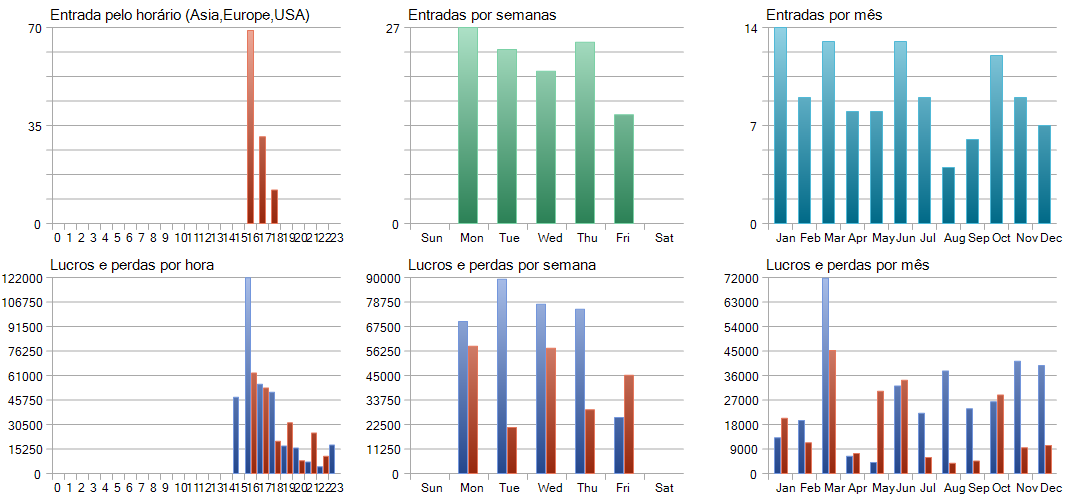 Entrada pelo horário (Asia,Europe,USA)
70
35
0
0 1 2 3 4 5 6 7 8 9 10 11 12 13 14 15 16 17 18 19 20 21 22 23
Entradas por semanas
27
0
Sun Mon Tue Wed Thu Fri Sat
Entradas por mês
14
7
0
Jan Feb Mar Apr May Jun Jul Aug Sep Oct Nov Dec
Lucros e perdas por hora
122000
106750
91500
76250
61000
45750
30500
15250
0
0 1 2 3 4 5 6 7 8 9 10 11 12 13 14 15 16 17 18 19 20 21 22 23
Lucros e perdas por semana
90000
78750
67500
56250
45000
33750
22500
11250
0
Sun Mon Tue Wed Thu Fri Sat
Lucros e perdas por mês
72000
63000
54000
45000
36000
27000
18000
9000
0
Jan Feb Mar Apr May Jun Jul Aug Sep Oct Nov Dec